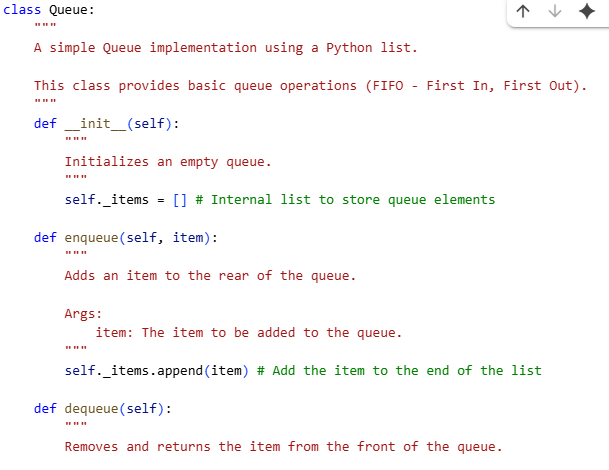 class Queue:
    """
    A simple Queue implementation using a Python list.

    This class provides basic queue operations (FIFO - First In, First Out).
    """
    def __init__(self):
        """
        Initializes an empty queue.
        """
        self._items = [] # Internal list to store queue elements

    def enqueue(self, item):
        """
        Adds an item to the rear of the queue.

        Args:
            item: The item to be added to the queue.
        """
        self._items.append(item) # Add the item to the end of the list

    def dequeue(self):
        """
        Removes and returns the item from the front of the queue.